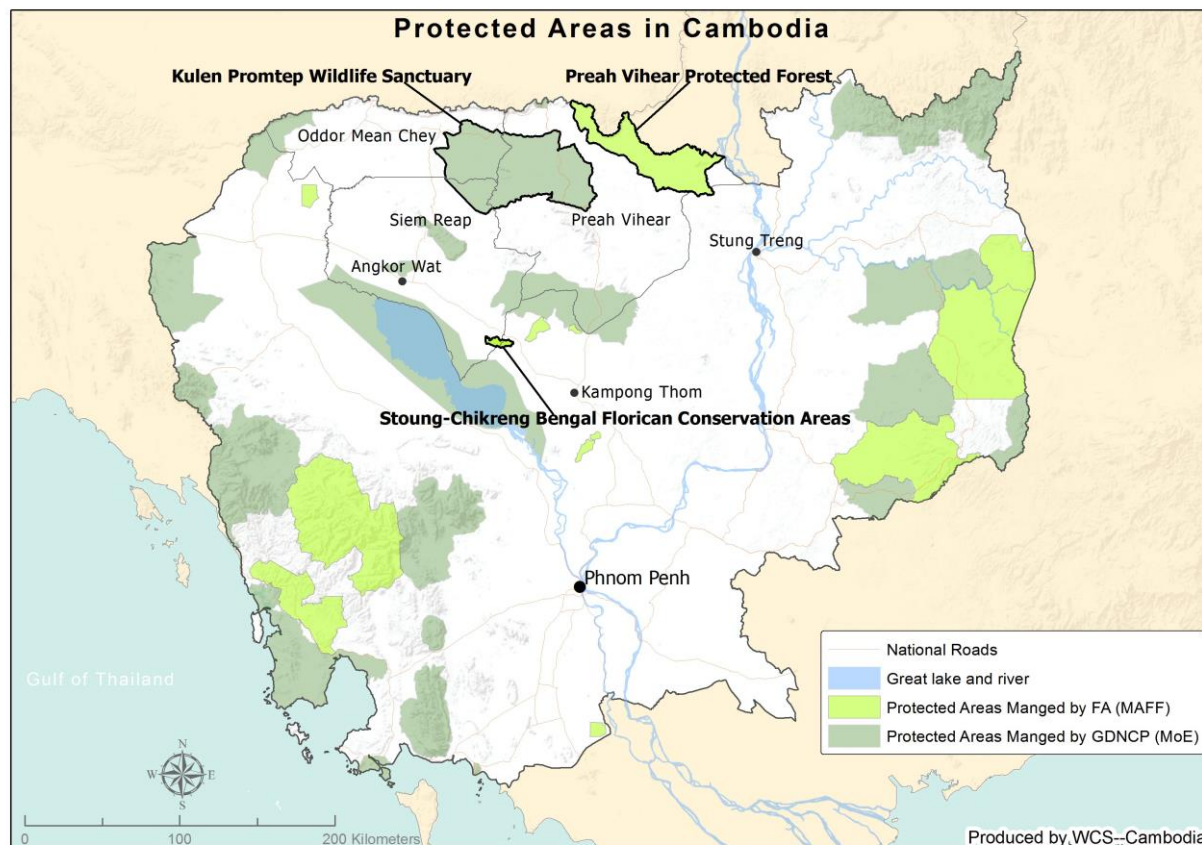 Protected Areas in Cambodia
Kulen Promtep Wildlife Sanctuary
Preah Vihear Protected Forest
Oddor Mean Chey
Siem Reap
Preah Vihear
Stung Treng
Angkor Wat
Kampong Thom
Stoung-Chikreng Bengal Florican Conservation Areas
Phnom Penh
Gulf of Thailand
National Roads
Great lake and river
Protected Areas Manged by FA (MAFF)
Protected Areas Manged by GDNCP (MoE)
N
W E
S
0 100 200 Kilometers
Produced by WCS--Cambodia